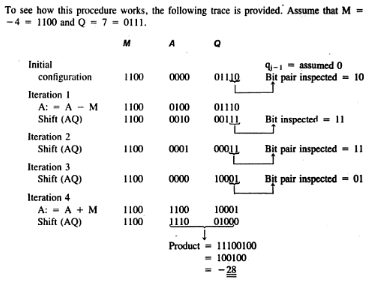 To see how this procedure works, the following trace is provided. Assume that M =
−4 = 1100 and Q = 7 = 0111.
M A Q
Initial qⱼ₋₁ = assumed 0
configuration 1100 0000 01110 Bit pair inspected = 10
Iteration 1
A: = A − M 1100 0100 01110
Shift (AQ) 1100 0010 00111 Bit inspected = 11
Iteration 2
Shift (AQ) 1100 0001 00011 Bit pair inspected = 11
Iteration 3
Shift (AQ) 1100 0000 10001 Bit pair inspected = 01
Iteration 4
A: = A + M 1100 1100 10001
Shift (AQ) 1100 1110 01000
Product = 11100100
= 100100
= −28